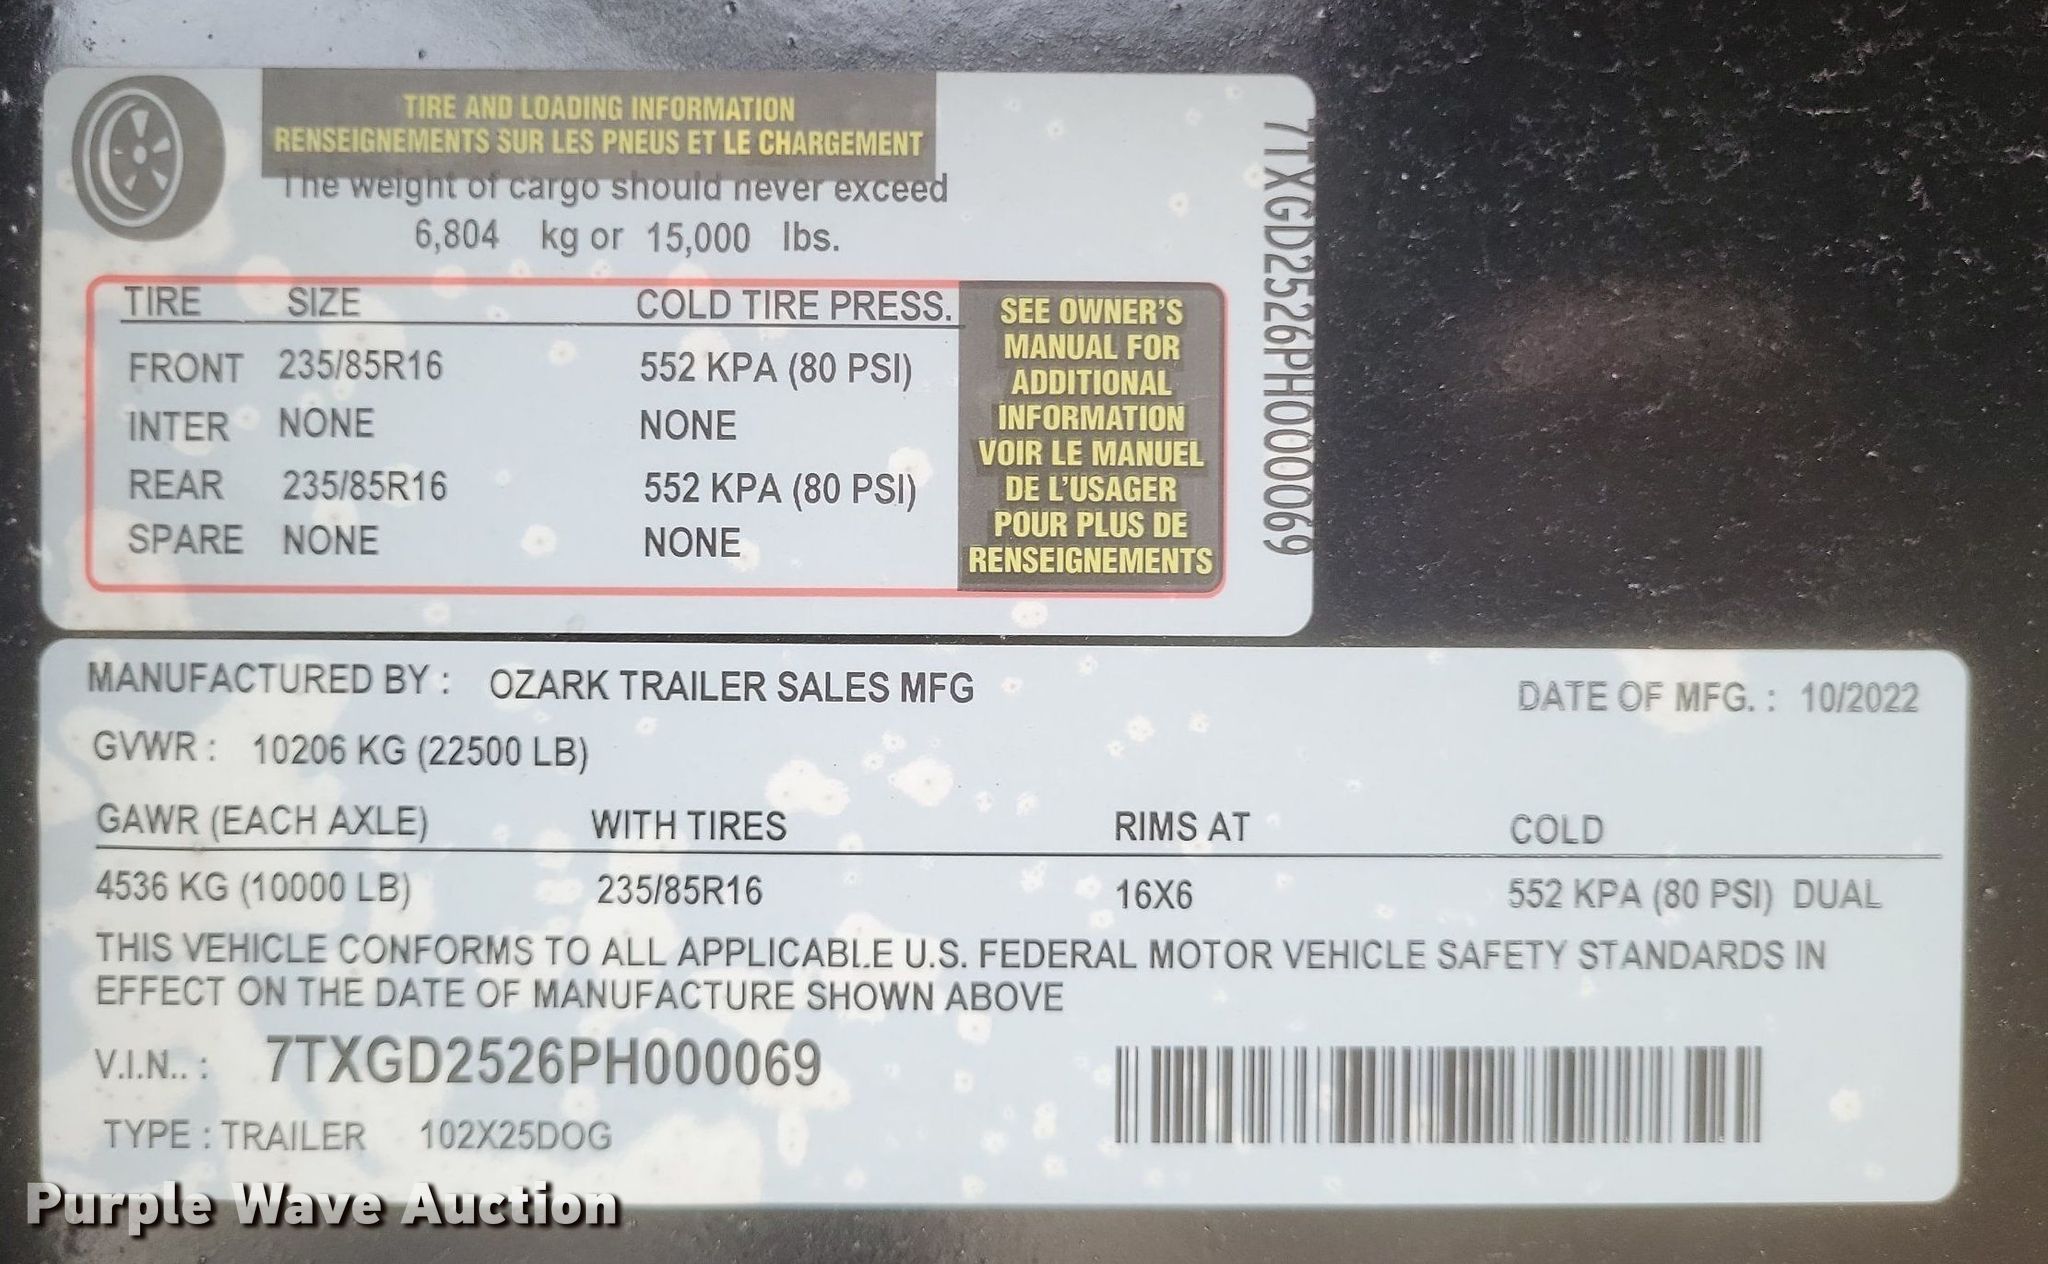 TIRE AND LOADING INFORMATION
RENSEIGNEMENTS SUR LES PNEUS ET LE CHARGEMENT
The weight of cargo should never exceed
6,804 kg or 15,000 lbs.
TIRE SIZE COLD TIRE PRESS.
FRONT 235/85R16 552 KPA (80 PSI)
INTER NONE NONE
REAR 235/85R16 552 KPA (80 PSI)
SPARE NONE NONE
SEE OWNER'S
MANUAL FOR
ADDITIONAL
INFORMATION
VOIR LE MANUEL
DE L'USAGER
POUR PLUS DE
RENSEIGNEMENTS
7TXGD2526PH000069
MANUFACTURED BY : OZARK TRAILER SALES MFG DATE OF MFG. : 10/2022
GVWR : 10206 KG (22500 LB)
GAWR (EACH AXLE) WITH TIRES RIMS AT COLD
4536 KG (10000 LB) 235/85R16 16X6 552 KPA (80 PSI) DUAL
THIS VEHICLE CONFORMS TO ALL APPLICABLE U.S. FEDERAL MOTOR VEHICLE SAFETY STANDARDS IN
EFFECT ON THE DATE OF MANUFACTURE SHOWN ABOVE
V.I.N.. : 7TXGD2526PH000069
TYPE : TRAILER 102X25DOG
Purple Wave Auction